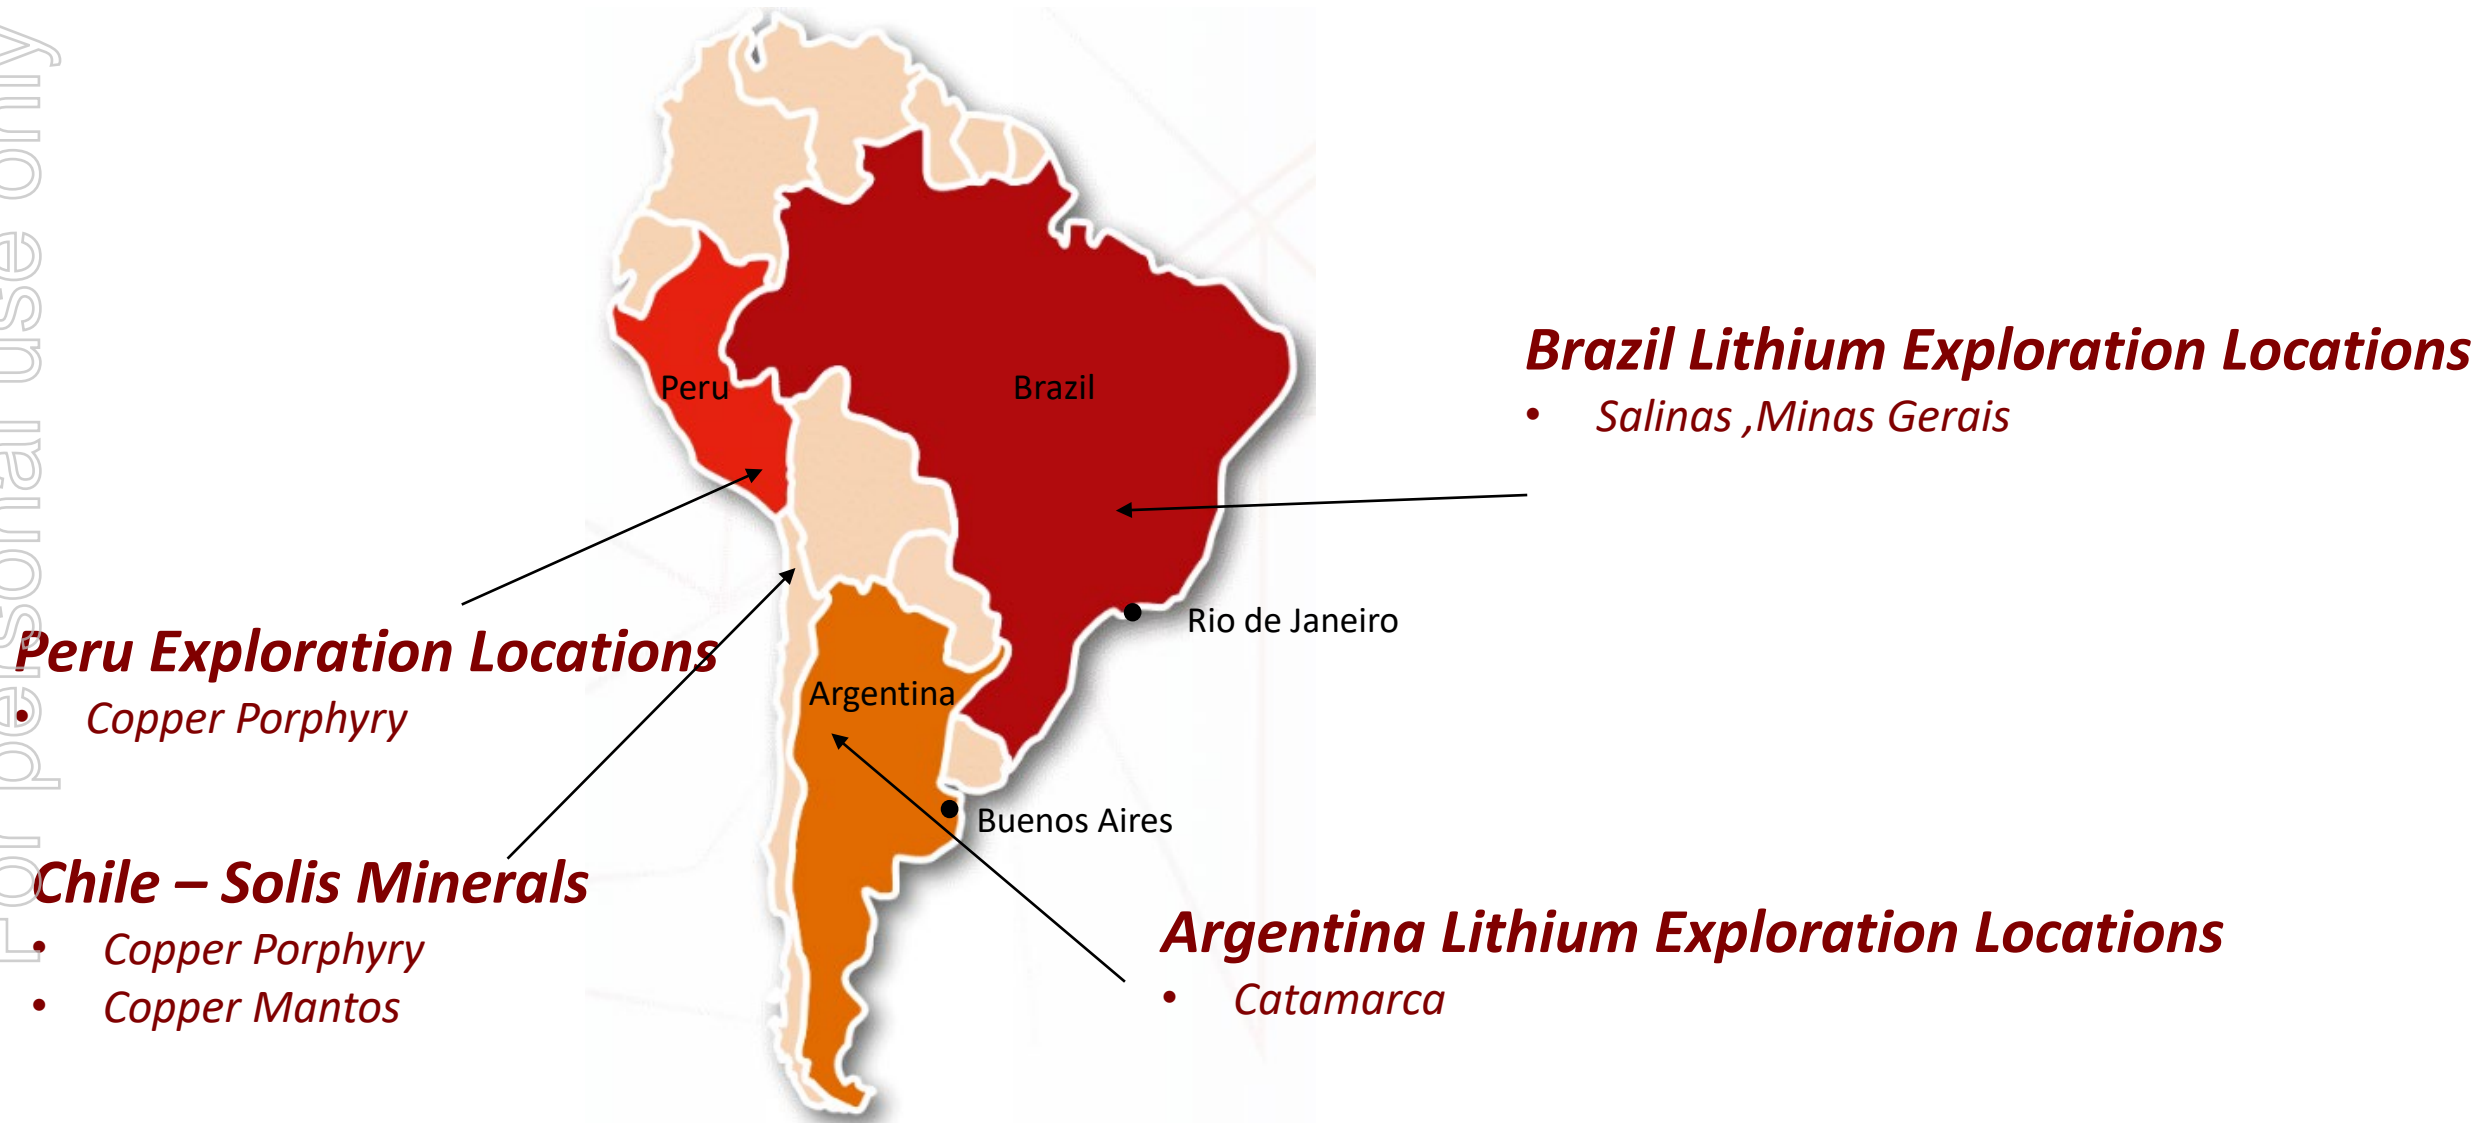 For personal use only
Peru
Brazil
Brazil Lithium Exploration Locations
• Salinas ,Minas Gerais
Rio de Janeiro
Peru Exploration Locations
• Copper Porphyry
Argentina
Buenos Aires
Chile – Solis Minerals
• Copper Porphyry
• Copper Mantos
Argentina Lithium Exploration Locations
• Catamarca